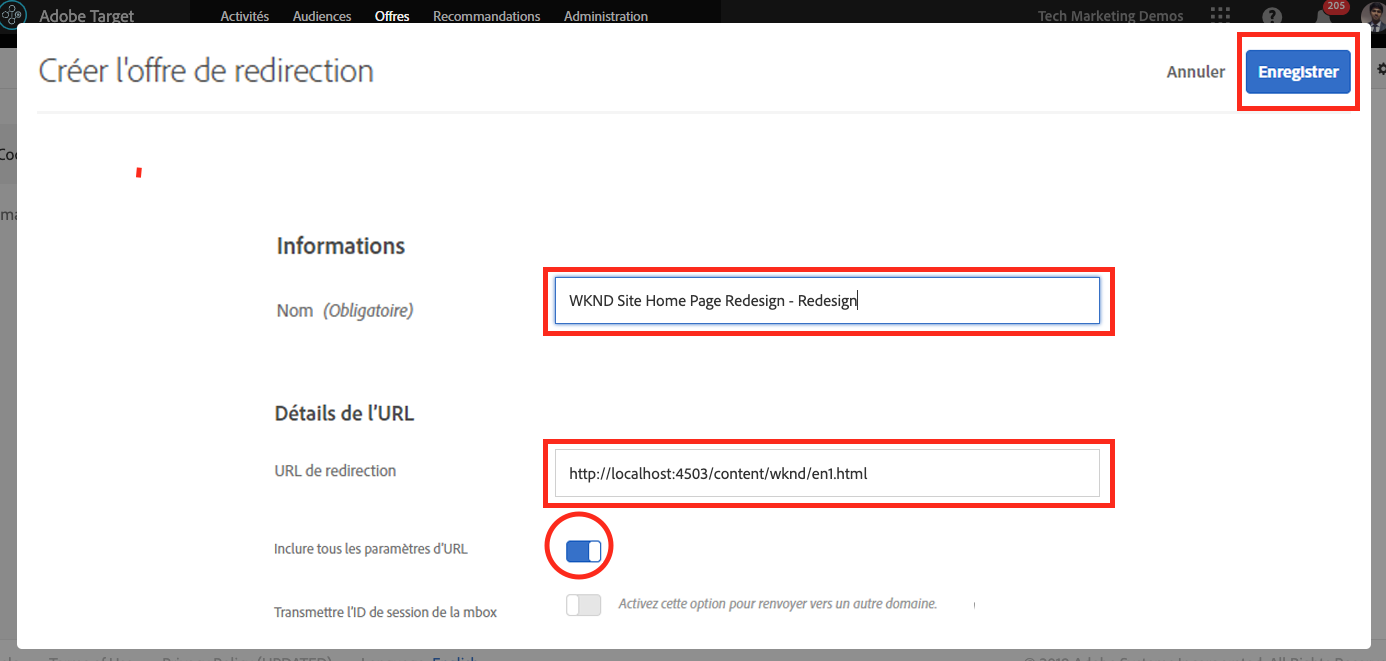 Adobe Target Activités Audiences Offres Recommandations Administration Tech Marketing Demos 205
Créer l'offre de redirection Annuler Enregistrer
Informations
Nom (Obligatoire) WKND Site Home Page Redesign - Redesign
Détails de l'URL
URL de redirection http://localhost:4503/content/wknd/en1.html
Inclure tous les paramètres d'URL
Transmettre l'ID de session de la mbox Activez cette option pour renvoyer vers un autre domaine.